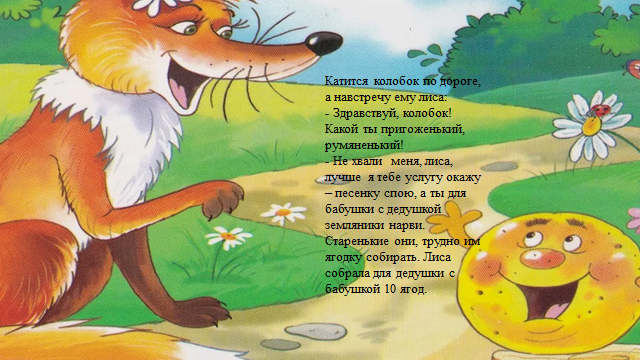 Катится колобок по дороге,
а навстречу ему лиса:
- Здравствуй, колобок!
Какой ты пригоженький,
румяненький!
- Не хвали меня, лиса,
лучше я тебе услугу окажу
– песенку спою, а ты для
бабушки с дедушкой
земляники нарви.
Старенькие они, трудно им
ягодку собирать. Лиса
собрала для дедушки с
бабушкой 10 ягод.